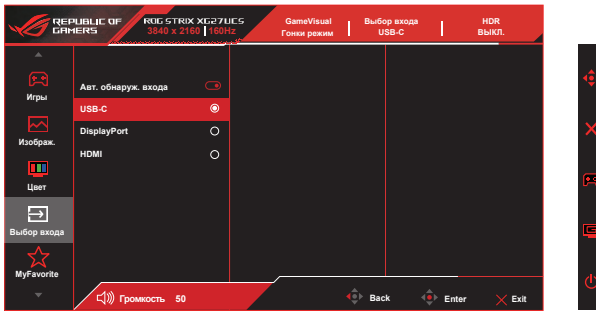 REPUBLIC OF
GAMERS
ROG STRIX XG27UCS
3840 x 2160 160Hz
GameVisual
Гонки режим
Выбор входа
USB-C
HDR
ВЫКЛ.
Игры
Изображ.
Цвет
Выбор входа
MyFavorite
Авт. обнаруж. входа
USB-C
DisplayPort
HDMI
Громкость 50
Back
Enter
Exit